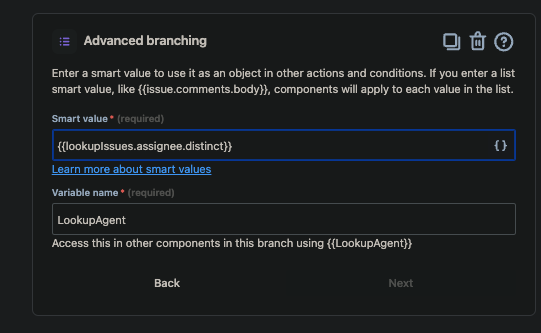 Advanced branching
Enter a smart value to use it as an object in other actions and conditions. If you enter a list
smart value, like {{issue.comments.body}}, components will apply to each value in the list.
Smart value * (required)
{{lookupIssues.assignee.distinct}}
{}
Learn more about smart values
Variable name * (required)
LookupAgent
Access this in other components in this branch using {{LookupAgent}}
Back
Next